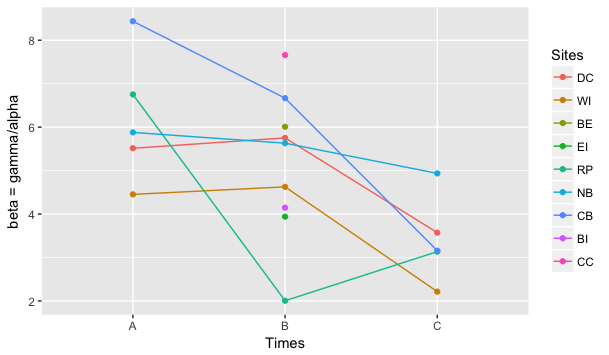 beta = gamma/alpha
8
6
4
2
A
B
C
Times
Sites
DC
WI
BE
EI
RP
NB
CB
BI
CC